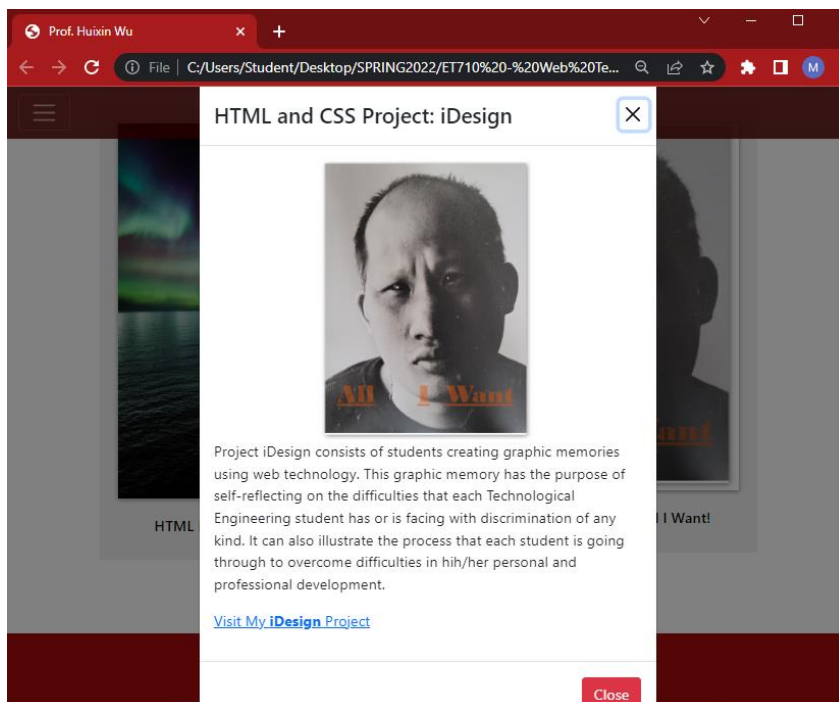 Prof. Huixin Wu
File | C:/Users/Student/Desktop/SPRING2022/ET710%20-%20Web%20Te...
M
HTML and CSS Project: iDesign
All I Want
Project iDesign consists of students creating graphic memories
using web technology. This graphic memory has the purpose of
self-reflecting on the difficulties that each Technological
Engineering student has or is facing with discrimination of any
kind. It can also illustrate the process that each student is going
through to overcome difficulties in hih/her personal and
professional development.
HTML
I Want!
Visit My iDesign Project
Close